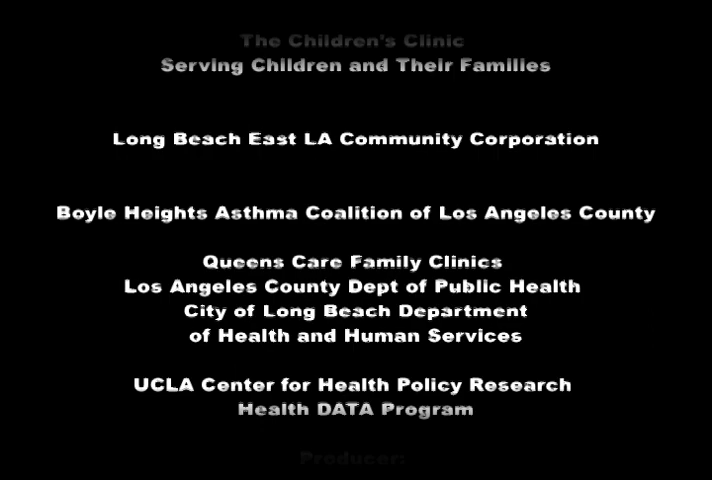 The Children's Clinic
Serving Children and Their Families
Long Beach East LA Community Corporation
Boyle Heights Asthma Coalition of Los Angeles County
Queens Care Family Clinics
Los Angeles County Dept of Public Health
City of Long Beach Department
of Health and Human Services
UCLA Center for Health Policy Research
Health DATA Program
Producer: